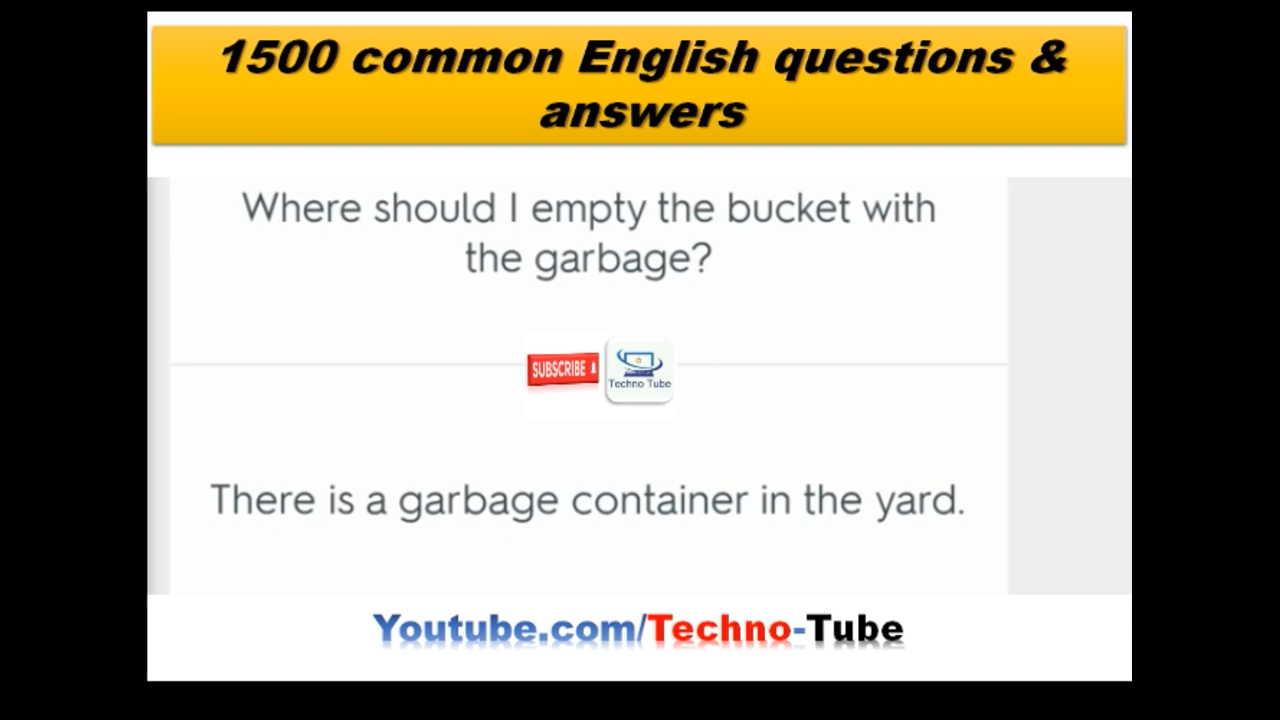 1500 common English questions &
answers
Where should I empty the bucket with
the garbage?
SUBSCRIBE
Techno Tube
There is a garbage container in the yard.
Youtube.com/Techno-Tube